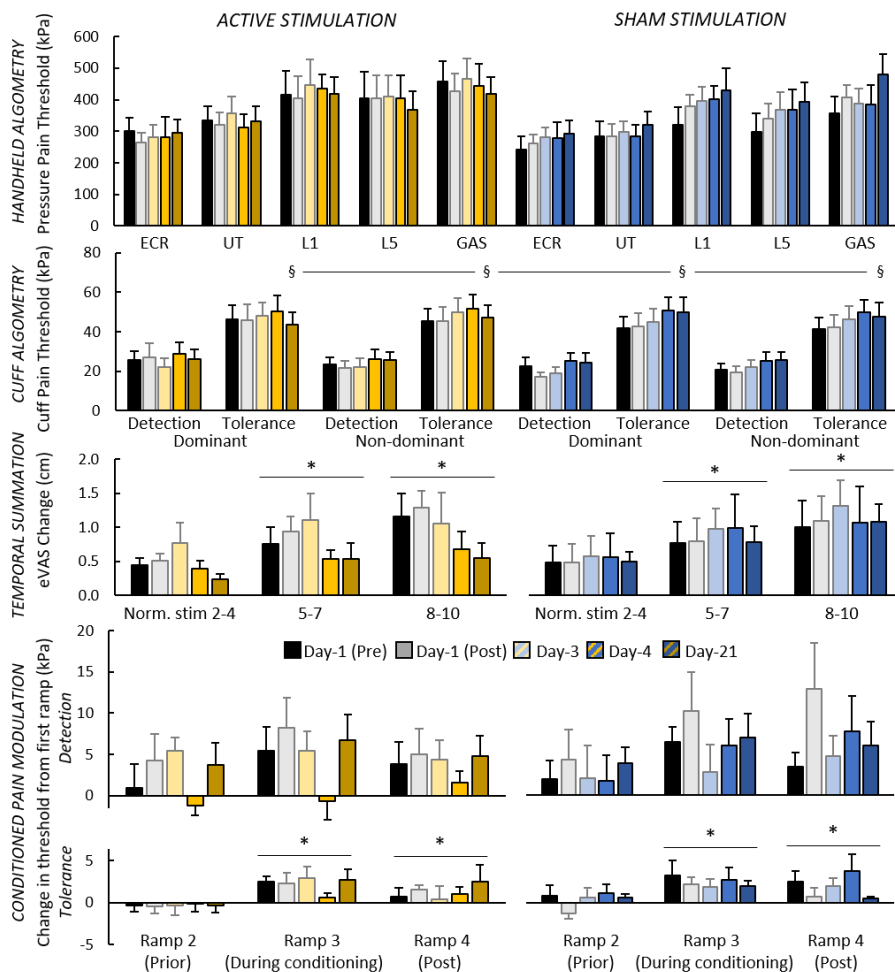 ACTIVE STIMULATION
SHAM STIMULATION
HANDHELD ALGOMETRY
Pressure Pain Threshold (kPa)
600
500
400
300
200
100
0
ECR UT L1 L5 GAS ECR UT L1 L5 GAS
CUFF ALGOMETRY
Cuff Pain Threshold (kPa)
80
60
40
20
0
§ § § §
Detection Tolerance Detection Tolerance Detection Tolerance Detection Tolerance
Dominant Non-dominant Dominant Non-dominant
TEMPORAL SUMMATION
eVAS Change (cm)
2.0
1.5
1.0
0.5
0.0
* * * *
Norm. stim 2-4 5-7 8-10 Norm. stim 2-4 5-7 8-10
CONDITIONED PAIN MODULATION
Change in threshold from first ramp (kPa)
Detection
20
15
10
5
0
Day-1 (Pre) Day-1 (Post) Day-3 Day-4 Day-21
Tolerance
5
0
-5
* * * *
Ramp 2 Ramp 3 Ramp 4 Ramp 2 Ramp 3 Ramp 4
(Prior) (During conditioning) (Post) (Prior) (During conditioning) (Post)